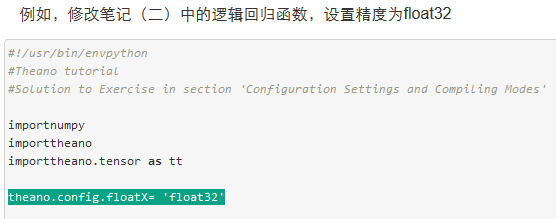 例如，修改笔记（二）中的逻辑回归函数，设置精度为float32
#!/usr/bin/envpython
#Theano tutorial
#Solution to Exercise in section 'Configuration Settings and Compiling Modes'
importnumpy
importtheano
importtheano.tensor as tt
theano.config.floatX= 'float32'